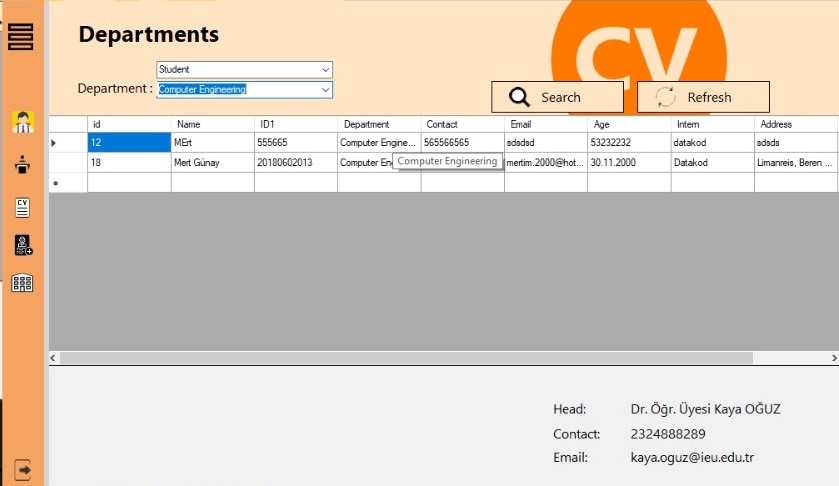 Departments
CV
Student
Department : Computer Engineering
Search
Refresh
id Name ID1 Department Contact Email Age Intern Address
12 MErt 555665 Computer Engine... 565566565 sdsdsd 53232232 datakod sdsds
18 Mert Günay 20180602013 Computer En mertim.2000@hot... 30.11.2000 Datakod Limanreis, Beren ...
Computer Engineering
CV
Head: Dr. Öğr. Üyesi Kaya OĞUZ
Contact: 2324888289
Email: kaya.oguz@ieu.edu.tr